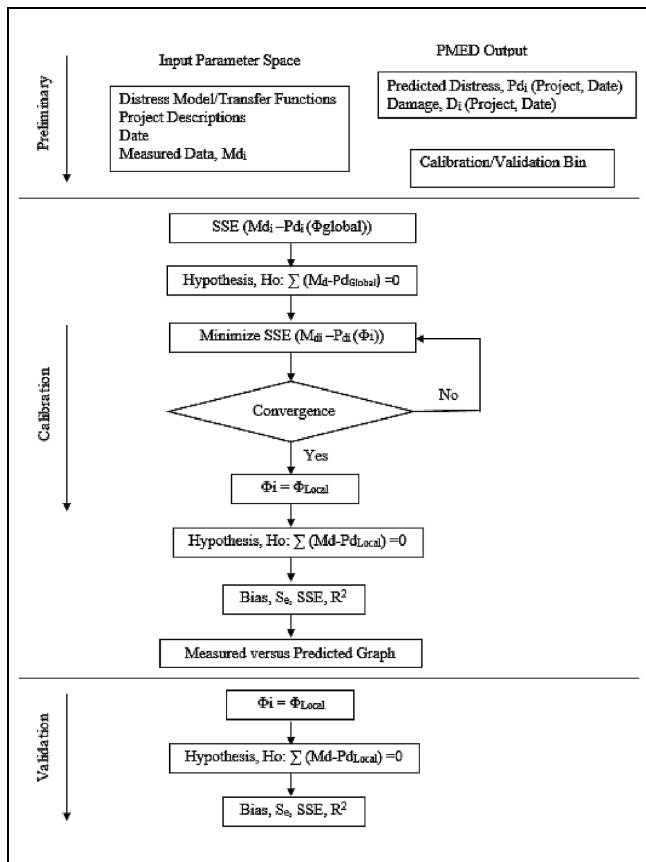 Preliminary
Input Parameter Space
Distress Model/Transfer Functions
Project Descriptions
Date
Measured Data, Mdi
PMED Output
Predicted Distress, Pdi (Project, Date)
Damage, Di (Project, Date)
Calibration/Validation Bin
Calibration
SSE (Mdi –Pdi (Φglobal))
Hypothesis, Ho: ∑ (Md-PdGlobal) =0
Minimize SSE (Mdi –Pdi (Φi))
Convergence
No
Yes
Φi = ΦLocal
Hypothesis, Ho: ∑ (Md-PdLocal) =0
Bias, Se, SSE, R²
Measured versus Predicted Graph
Validation
Φi = ΦLocal
Hypothesis, Ho: ∑ (Md-PdLocal) =0
Bias, Se, SSE, R²